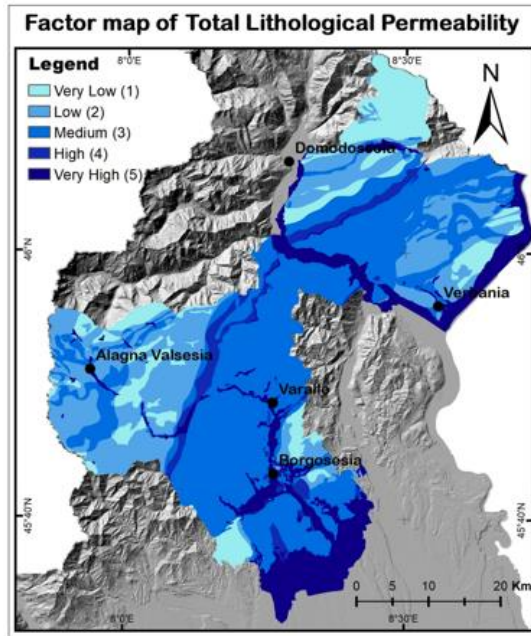 Factor map of Total Lithological Permeability
8°0'E
8°30'E
Legend
Very Low (1)
Low (2)
Medium (3)
High (4)
Very High (5)
N
Domodossola
46°N
46°N
Verbania
Alagna Valsesia
Varallo
Borgososia
45°40'N
45°40'N
0 5 10 20 Km
8°0'E
8°30'E